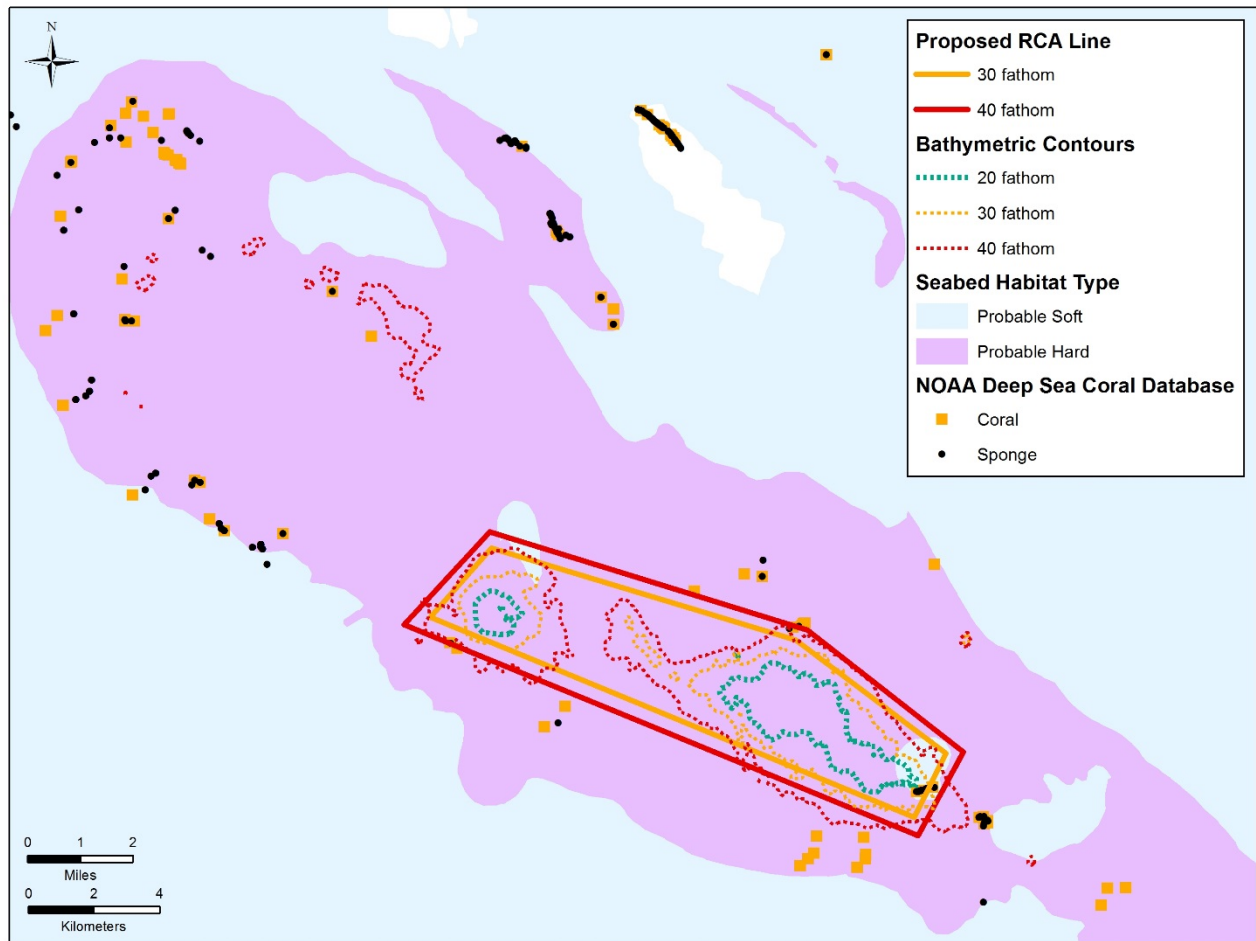 N
Proposed RCA Line
30 fathom
40 fathom
Bathymetric Contours
20 fathom
30 fathom
40 fathom
Seabed Habitat Type
Probable Soft
Probable Hard
NOAA Deep Sea Coral Database
Coral
Sponge
0 1 2
Miles
0 2 4
Kilometers